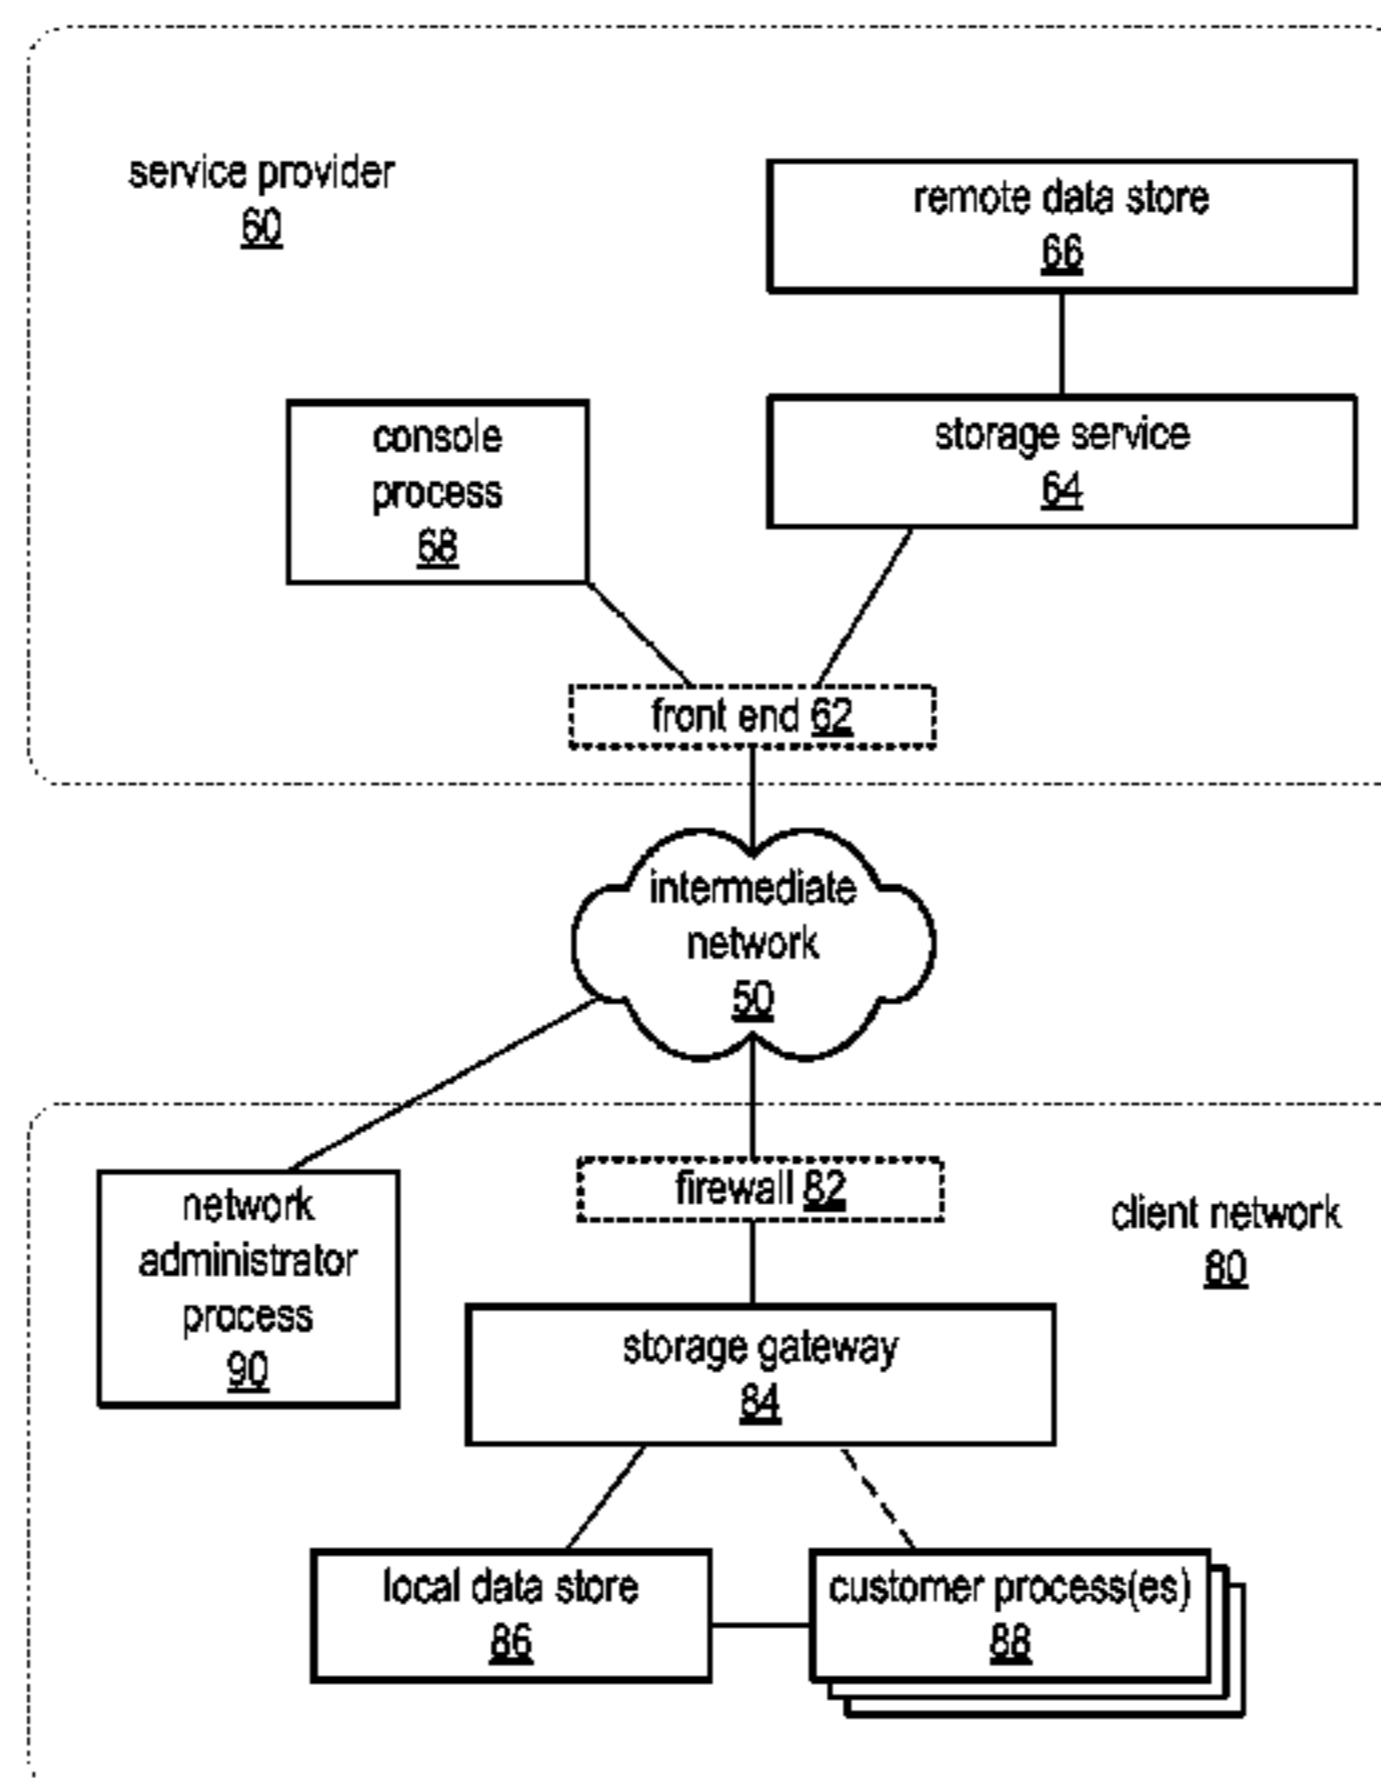 service provider
60
remote data store
66
console
process
68
storage service
64
front end 62
intermediate
network
50
network
administrator
process
90
firewall 82
client network
80
storage gateway
84
local data store
86
customer process(es)
88